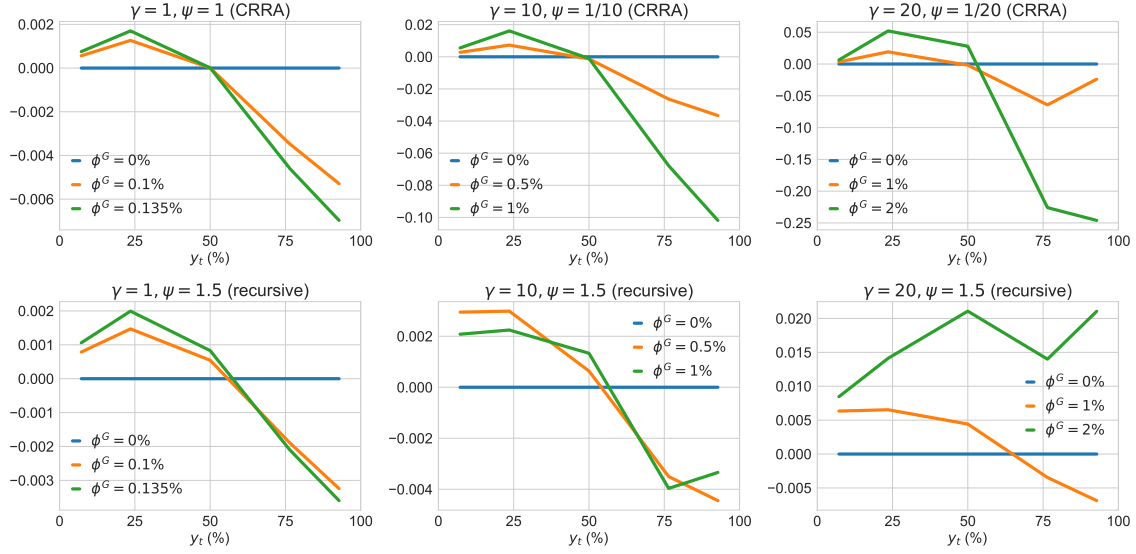 γ = 1, ψ = 1 (CRRA)
0.002
0.000
−0.002
−0.004
−0.006
ϕ^G = 0%
ϕ^G = 0.1%
ϕ^G = 0.135%
0 25 50 75 100
y_t (%)
γ = 10, ψ = 1/10 (CRRA)
0.02
0.00
−0.02
−0.04
−0.06
−0.08
−0.10
ϕ^G = 0%
ϕ^G = 0.5%
ϕ^G = 1%
0 25 50 75 100
y_t (%)
γ = 20, ψ = 1/20 (CRRA)
0.05
0.00
−0.05
−0.10
−0.15
−0.20
−0.25
ϕ^G = 0%
ϕ^G = 1%
ϕ^G = 2%
0 25 50 75 100
y_t (%)
γ = 1, ψ = 1.5 (recursive)
0.002
0.001
0.000
−0.001
−0.002
−0.003
ϕ^G = 0%
ϕ^G = 0.1%
ϕ^G = 0.135%
0 25 50 75 100
y_t (%)
γ = 10, ψ = 1.5 (recursive)
0.002
0.000
−0.002
−0.004
ϕ^G = 0%
ϕ^G = 0.5%
ϕ^G = 1%
0 25 50 75 100
y_t (%)
γ = 20, ψ = 1.5 (recursive)
0.020
0.015
0.010
0.005
0.000
−0.005
ϕ^G = 0%
ϕ^G = 1%
ϕ^G = 2%
0 25 50 75 100
y_t (%)